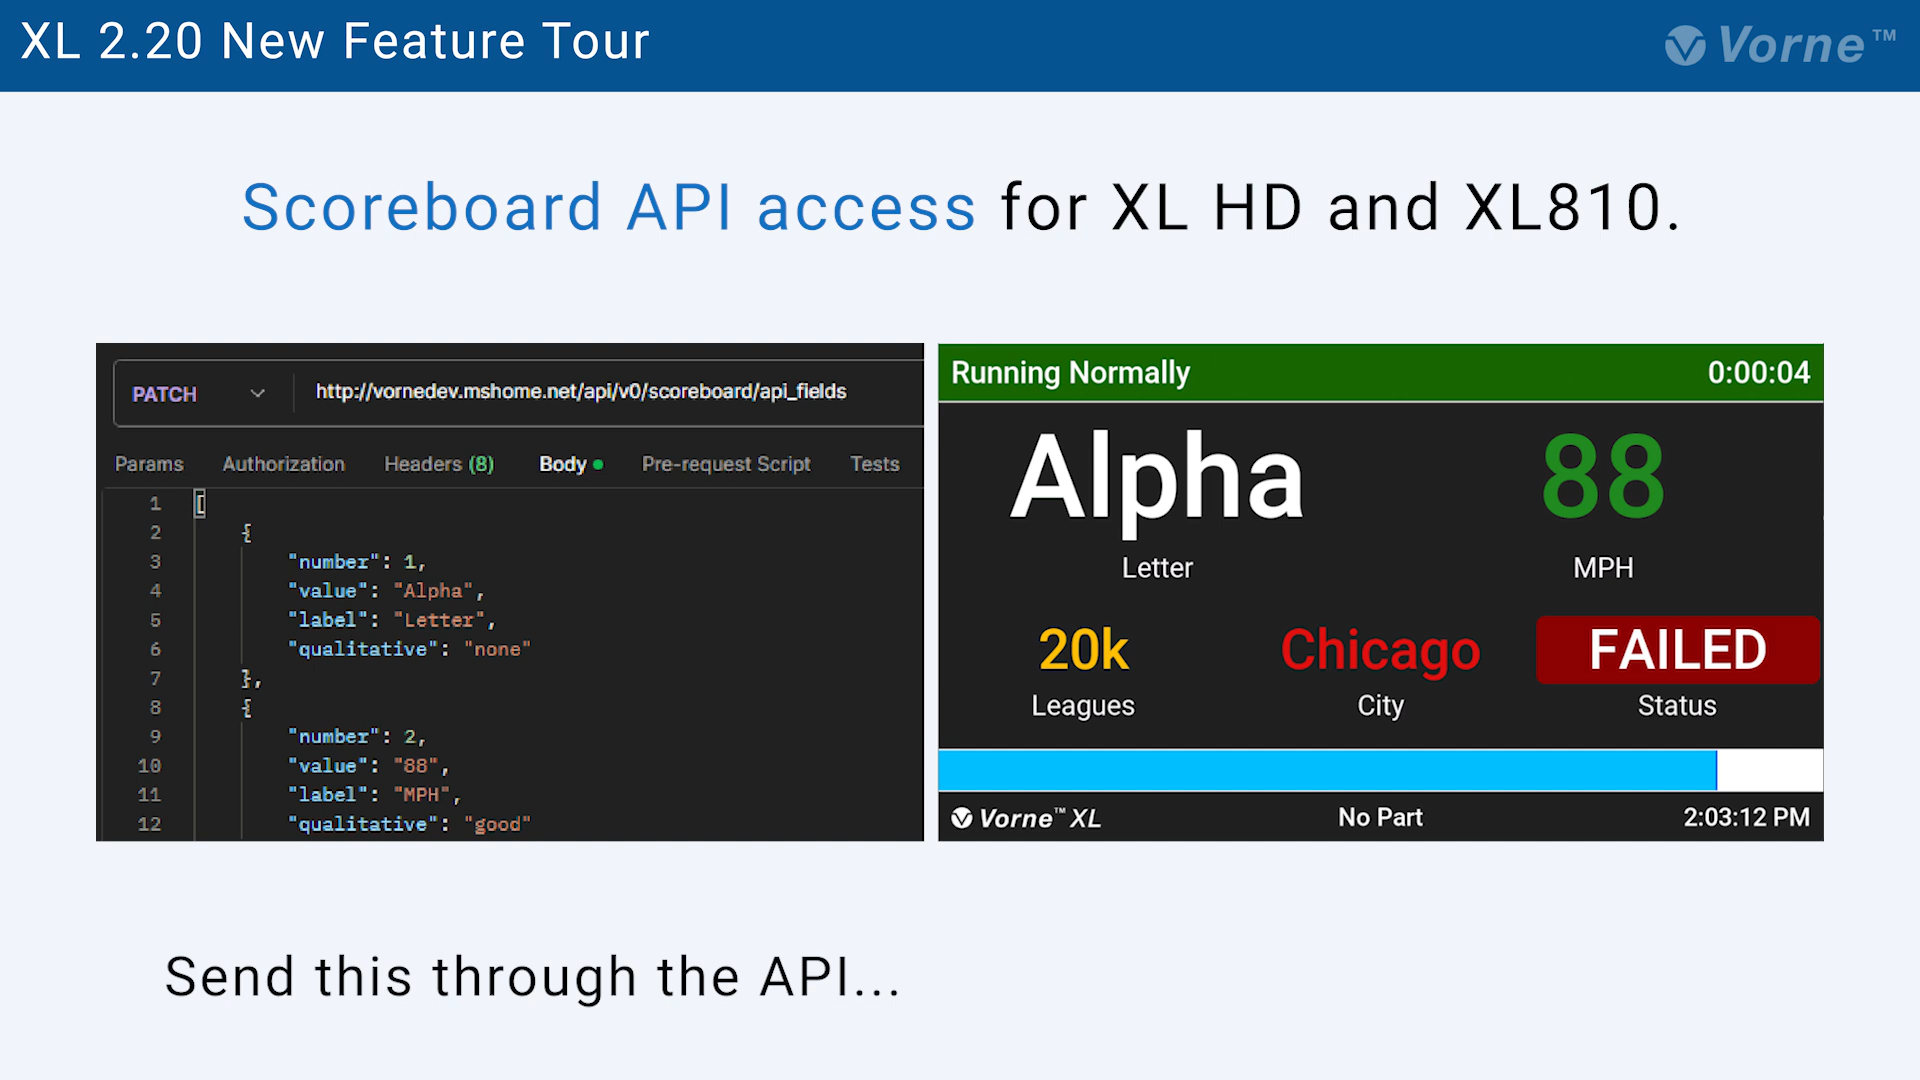 XL 2.20 New Feature Tour
Vorne™
Scoreboard API access for XL HD and XL810.
PATCH
http://vornedev.mshome.net/api/v0/scoreboard/api_fields
Params Authorization Headers (8) Body Pre-request Script Tests
1 [
2 {
3 "number": 1,
4 "value": "Alpha",
5 "label": "Letter",
6 "qualitative": "none"
7 },
8 {
9 "number": 2,
10 "value": "88",
11 "label": "MPH",
12 "qualitative": "good"
Running Normally 0:00:04
Alpha 88
Letter MPH
20k Chicago FAILED
Leagues City Status
Vorne™ XL No Part 2:03:12 PM
Send this through the API...